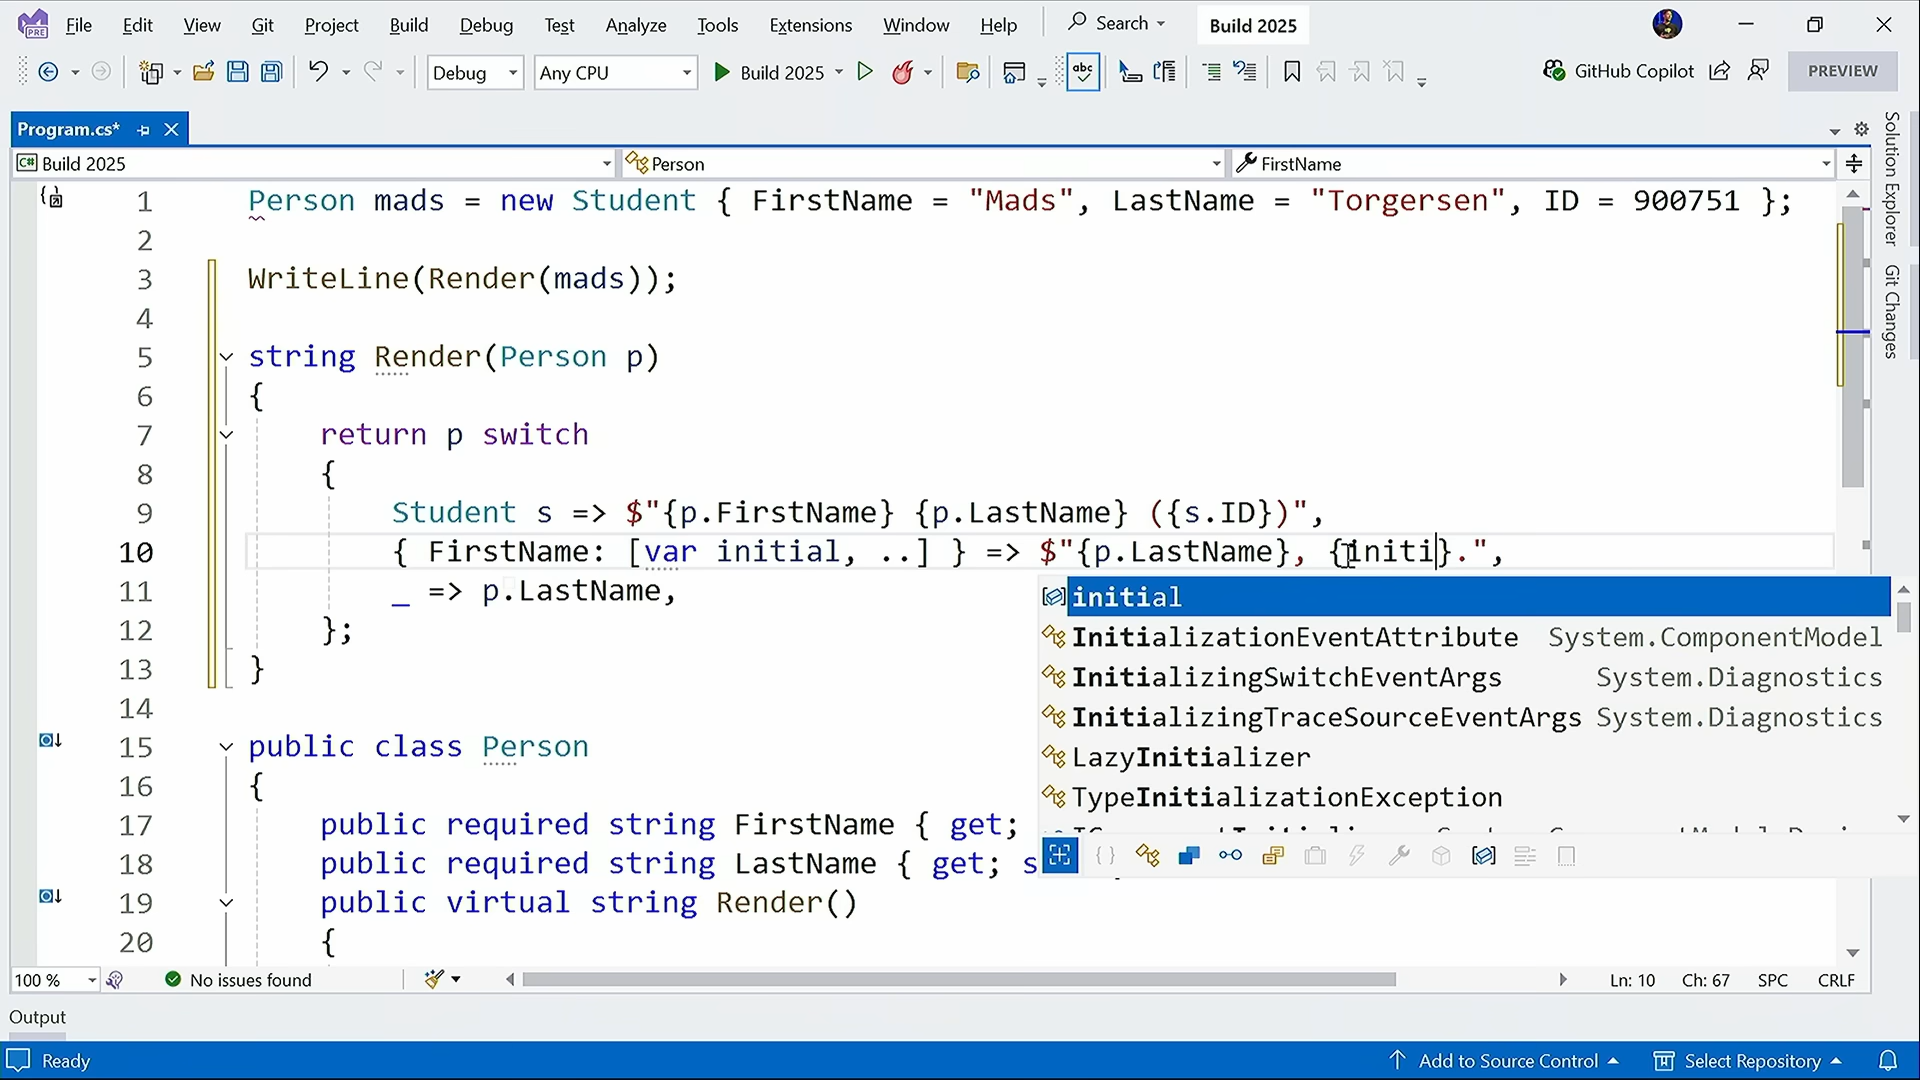 PRE File Edit View Git Project Build Debug Test Analyze Tools Extensions Window Help Search Build 2025
Debug Any CPU Build 2025 abc GitHub Copilot PREVIEW
Program.cs*
C# Build 2025 Person FirstName
Solution Explorer
Git Changes
1 Person mads = new Student { FirstName = "Mads", LastName = "Torgersen", ID = 900751 };
2
3 WriteLine(Render(mads));
4
5 string Render(Person p)
6 {
7 return p switch
8 {
9 Student s => $"{p.FirstName} {p.LastName} ({s.ID})",
10 { FirstName: [var initial, ..] } => $"{p.LastName}, {initi}.",
11 _ => p.LastName,
12 };
13 }
14
15 public class Person
16 {
17 public required string FirstName { get;
18 public required string LastName { get; s
19 public virtual string Render()
20 {
initial
InitializationEventAttribute System.ComponentModel
InitializingSwitchEventArgs System.Diagnostics
InitializingTraceSourceEventArgs System.Diagnostics
LazyInitializer
TypeInitializationException
100 % No issues found Ln: 10 Ch: 67 SPC CRLF
Output
Ready Add to Source Control Select Repository